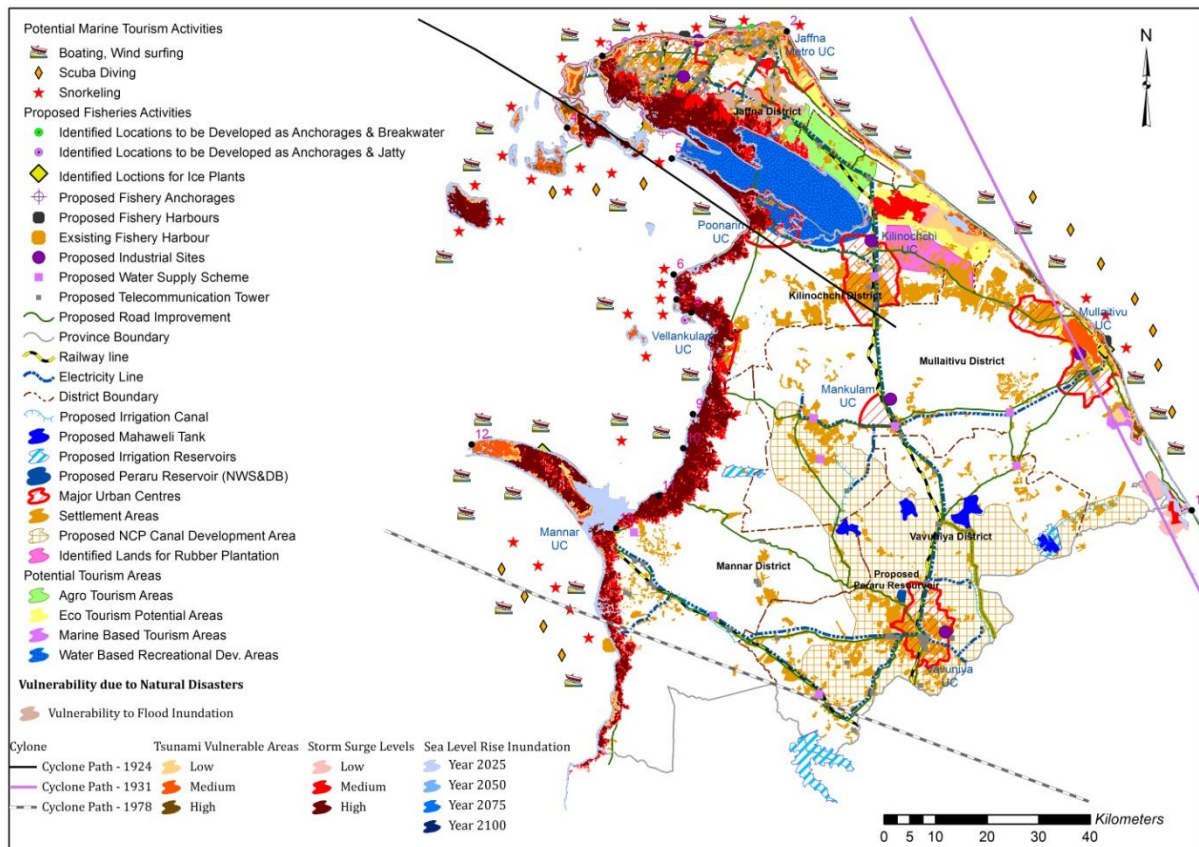 Potential Marine Tourism Activities
Boating, Wind surfing
Scuba Diving
Snorkeling
Proposed Fisheries Activities
Identified Locations to be Developed as Anchorages & Breakwater
Identified Locations to be Developed as Anchorages & Jatty
Identified Loctions for Ice Plants
Proposed Fishery Anchorages
Proposed Fishery Harbours
Exsisting Fishery Harbour
Proposed Industrial Sites
Proposed Water Supply Scheme
Proposed Telecommunication Tower
Proposed Road Improvement
Province Boundary
Railway line
Electricity Line
District Boundary
Proposed Irrigation Canal
Proposed Mahaweli Tank
Proposed Irrigation Reservoirs
Proposed Peraru Reservoir (NWS&DB)
Major Urban Centres
Settlement Areas
Proposed NCP Canal Development Area
Identified Lands for Rubber Plantation
Potential Tourism Areas
Agro Tourism Areas
Eco Tourism Potential Areas
Marine Based Tourism Areas
Water Based Recreational Dev. Areas
Vulnerability due to Natural Disasters
Vulnerability to Flood Inundation
Cylone
Cyclone Path - 1924
Cyclone Path - 1931
Cyclone Path - 1978
Tsunami Vulnerable Areas
Low
Medium
High
Storm Surge Levels
Low
Medium
High
Sea Level Rise Inundation
Year 2025
Year 2050
Year 2075
Year 2100
N
2
Jaffna
Metro UC
3
Jaffna District
5
Poonarin
UC
Kilinochchi
UC
6
Kilinochchi District
Vellankulam
UC
Mullaitivu
UC
Mullaitivu District
Mankulam
UC
9
12
1
Mannar
UC
Vavuniya District
Mannar District
Proposed
Peraru Resourvoir
Vavuniya
UC
0 5 10 20 30 40
Kilometers